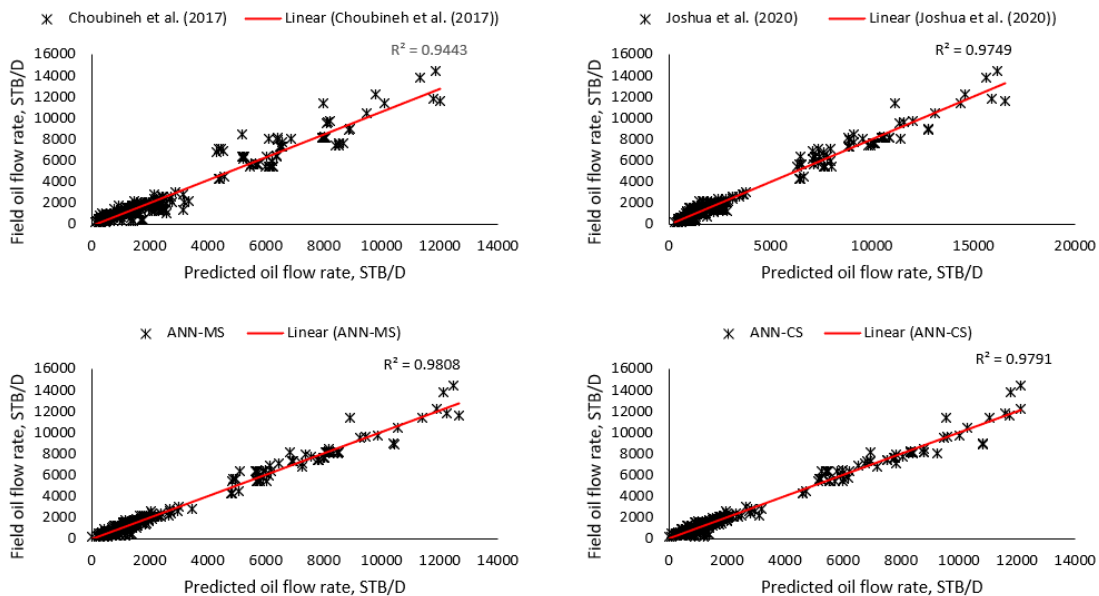 Choubineh et al. (2017) Linear (Choubineh et al. (2017))
R² = 0.9443
Field oil flow rate, STB/D
16000
14000
12000
10000
8000
6000
4000
2000
0
0 2000 4000 6000 8000 10000 12000 14000
Predicted oil flow rate, STB/D
Joshua et al. (2020) Linear (Joshua et al. (2020))
R² = 0.9749
Field oil flow rate, STB/D
16000
14000
12000
10000
8000
6000
4000
2000
0
5000 10000 15000 20000
Predicted oil flow rate, STB/D
ANN-MS Linear (ANN-MS)
R² = 0.9808
Field oil flow rate, STB/D
16000
14000
12000
10000
8000
6000
4000
2000
0
0 2000 4000 6000 8000 10000 12000 14000
Predicted oil flow rate, STB/D
ANN-CS Linear (ANN-CS)
R² = 0.9791
Field oil flow rate, STB/D
16000
14000
12000
10000
8000
6000
4000
2000
0
0 2000 4000 6000 8000 10000 12000 14000
Predicted oil flow rate, STB/D